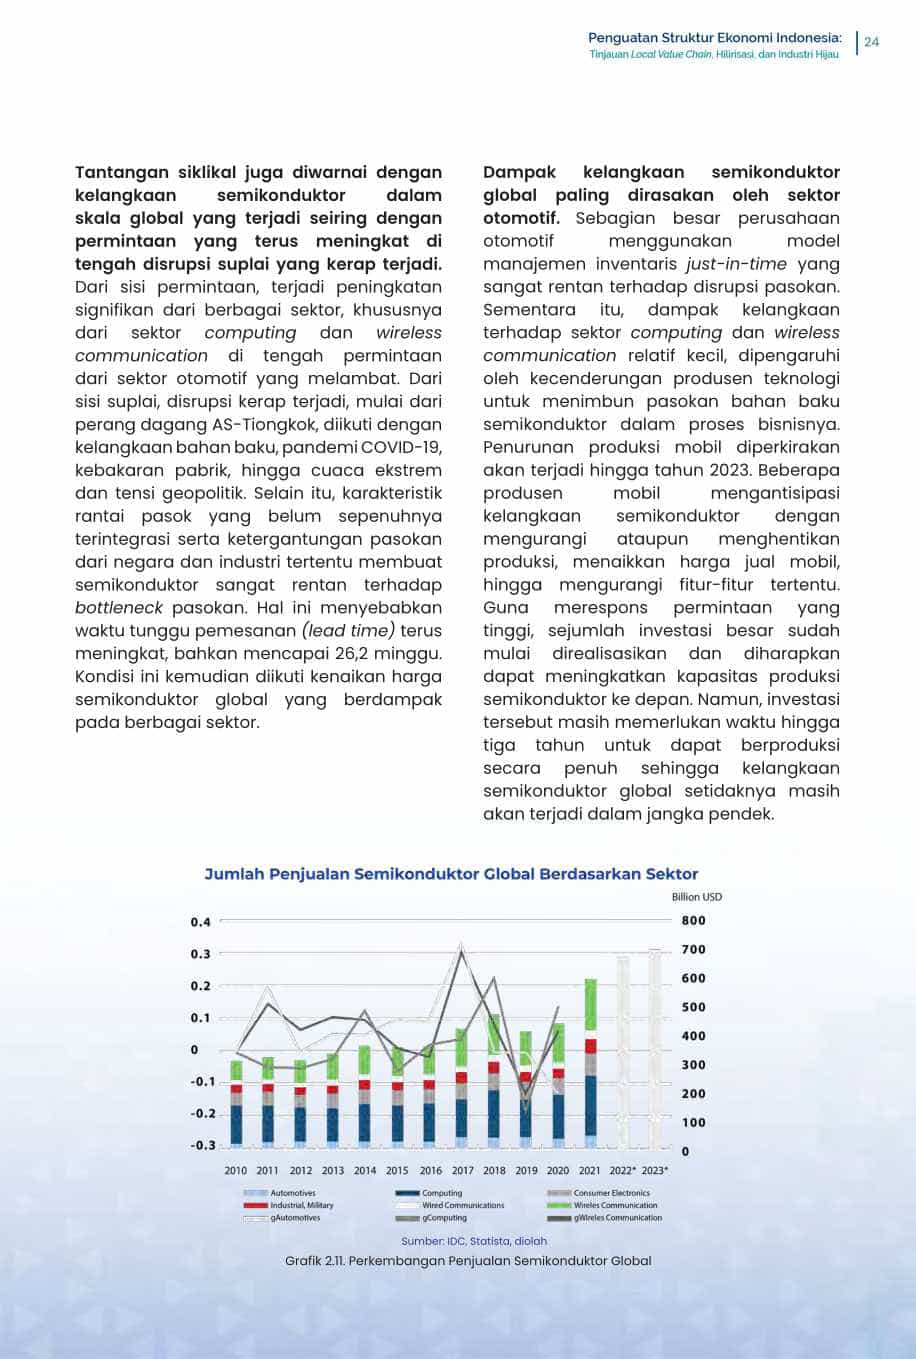 Penguatan Struktur Ekonomi Indonesia:
Tinjauan Local Value Chain, Hilirisasi, dan Industri Hijau
24
Tantangan siklikal juga diwarnai dengan
kelangkaan semikonduktor dalam
skala global yang terjadi seiring dengan
permintaan yang terus meningkat di
tengah disrupsi suplai yang kerap terjadi.
Dari sisi permintaan, terjadi peningkatan
signifikan dari berbagai sektor, khususnya
dari sektor computing dan wireless
communication di tengah permintaan
dari sektor otomotif yang melambat. Dari
sisi suplai, disrupsi kerap terjadi, mulai dari
perang dagang AS-Tiongkok, diikuti dengan
kelangkaan bahan baku, pandemi COVID-19,
kebakaran pabrik, hingga cuaca ekstrem
dan tensi geopolitik. Selain itu, karakteristik
rantai pasok yang belum sepenuhnya
terintegrasi serta ketergantungan pasokan
dari negara dan industri tertentu membuat
semikonduktor sangat rentan terhadap
bottleneck pasokan. Hal ini menyebabkan
waktu tunggu pemesanan (lead time) terus
meningkat, bahkan mencapai 26,2 minggu.
Kondisi ini kemudian diikuti kenaikan harga
semikonduktor global yang berdampak
pada berbagai sektor.
Dampak kelangkaan semikonduktor
global paling dirasakan oleh sektor
otomotif. Sebagian besar perusahaan
otomotif menggunakan model
manajemen inventaris just-in-time yang
sangat rentan terhadap disrupsi pasokan.
Sementara itu, dampak kelangkaan
terhadap sektor computing dan wireless
communication relatif kecil, dipengaruhi
oleh kecenderungan produsen teknologi
untuk menimbun pasokan bahan baku
semikonduktor dalam proses bisnisnya.
Penurunan produksi mobil diperkirakan
akan terjadi hingga tahun 2023. Beberapa
produsen mobil mengantisipasi
kelangkaan semikonduktor dengan
mengurangi ataupun menghentikan
produksi, menaikkan harga jual mobil,
hingga mengurangi fitur-fitur tertentu.
Guna merespons permintaan yang
tinggi, sejumlah investasi besar sudah
mulai direalisasikan dan diharapkan
dapat meningkatkan kapasitas produksi
semikonduktor ke depan. Namun, investasi
tersebut masih memerlukan waktu hingga
tiga tahun untuk dapat berproduksi
secara penuh sehingga kelangkaan
semikonduktor global setidaknya masih
akan terjadi dalam jangka pendek.
Jumlah Penjualan Semikonduktor Global Berdasarkan Sektor
Billion USD
0.4 800
0.3 700
0.2 600
0.1 500
0 400
-0.1 300
-0.2 200
-0.3 100
0
2010 2011 2012 2013 2014 2015 2016 2017 2018 2019 2020 2021 2022* 2023*
Automotives Computing Consumer Electronics
Industrial, Military Wired Communications Wireles Communication
gAutomotives gComputing gWireles Communication
Sumber: IDC, Statista, diolah
Grafik 2.11. Perkembangan Penjualan Semikonduktor Global